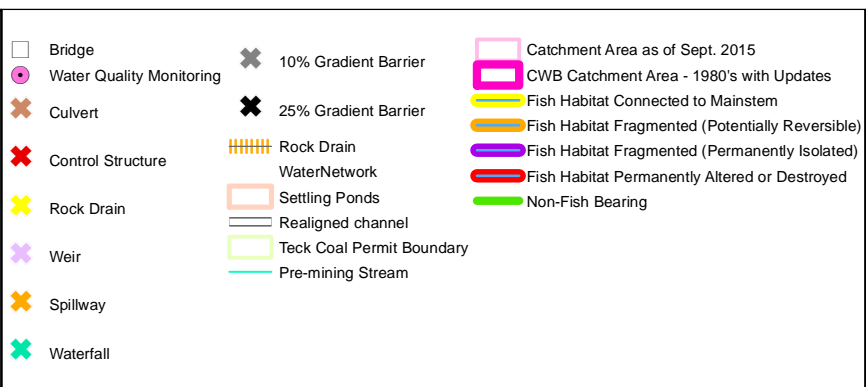 Bridge
Water Quality Monitoring
Culvert
Control Structure
Rock Drain
Weir
Spillway
Waterfall
10% Gradient Barrier
25% Gradient Barrier
Rock Drain
WaterNetwork
Settling Ponds
Realigned channel
Teck Coal Permit Boundary
Pre-mining Stream
Catchment Area as of Sept. 2015
CWB Catchment Area - 1980's with Updates
Fish Habitat Connected to Mainstem
Fish Habitat Fragmented (Potentially Reversible)
Fish Habitat Fragmented (Permanently Isolated)
Fish Habitat Permanently Altered or Destroyed
Non-Fish Bearing